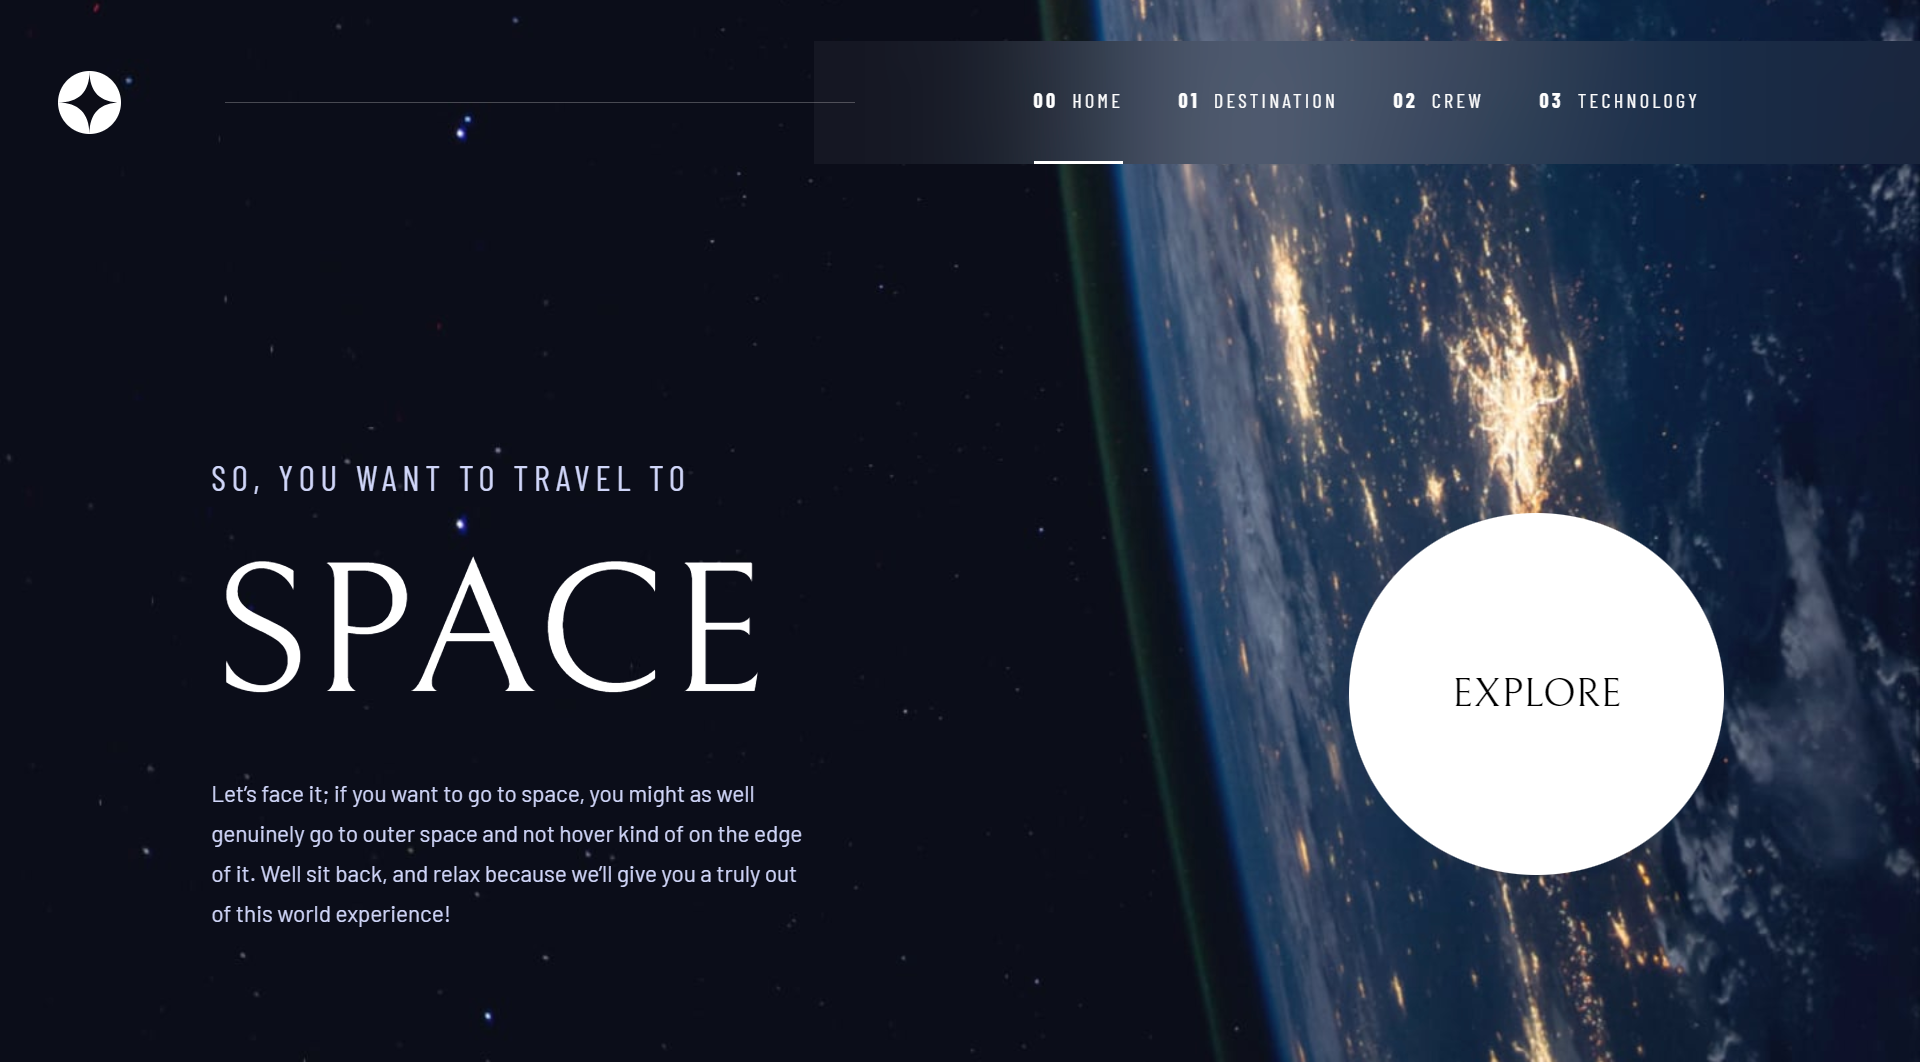 00 HOME 01 DESTINATION 02 CREW 03 TECHNOLOGY
SO, YOU WANT TO TRAVEL TO
SPACE
Let’s face it; if you want to go to space, you might as well
genuinely go to outer space and not hover kind of on the edge
of it. Well sit back, and relax because we’ll give you a truly out
of this world experience!
EXPLORE